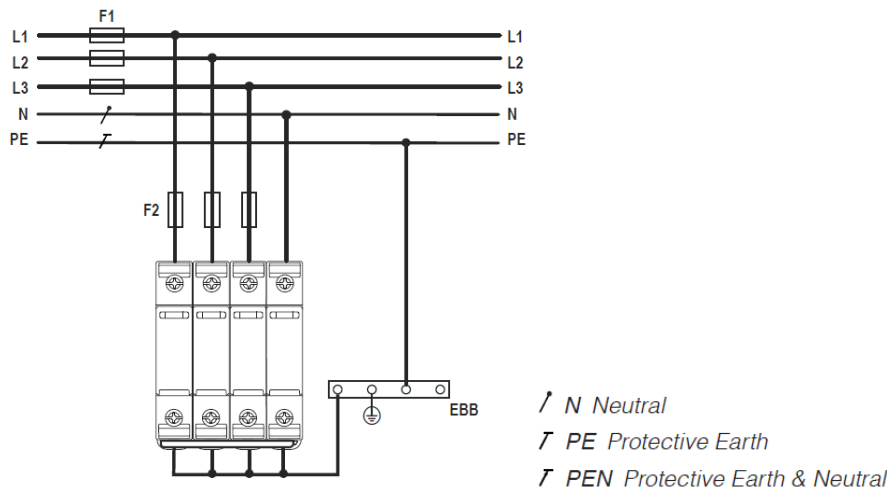 F1
L1 L1
L2 L2
L3 L3
N N
PE PE
F2
EBB
N Neutral
PE Protective Earth
PEN Protective Earth & Neutral